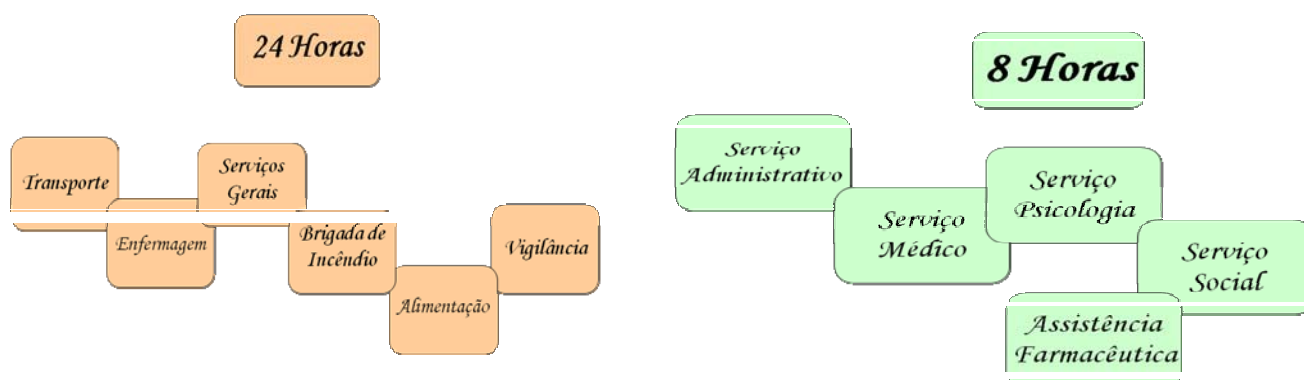 24 Horas
Transporte
Enfermagem
Serviços
Gerais
Brigada de
Incêndio
Alimentação
Vigilância
8 Horas
Serviço
Administrativo
Serviço
Médico
Serviço
Psicologia
Serviço
Social
Assistência
Farmacêutica